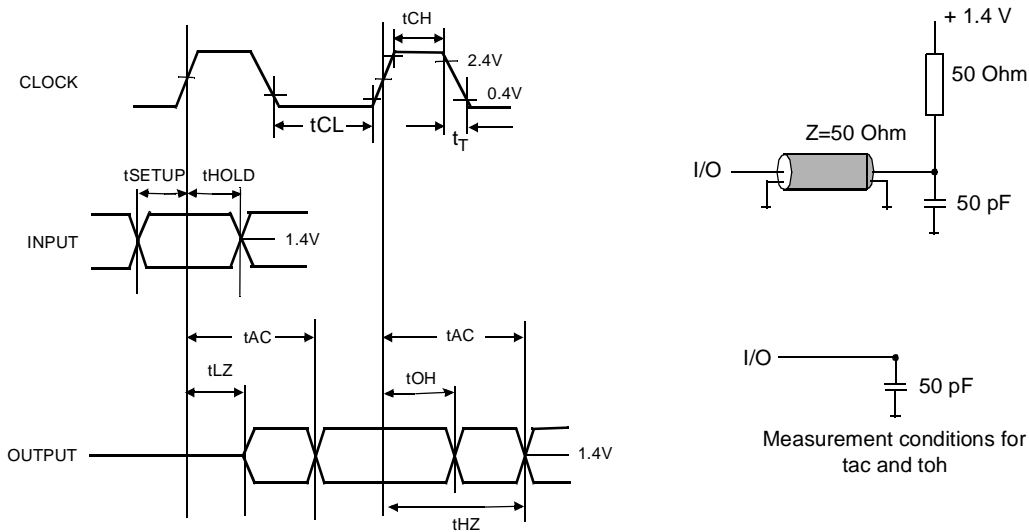 tCH
CLOCK
2.4V
0.4V
tCL
tT
tSETUP tHOLD
INPUT
1.4V
tAC
tAC
tLZ
tOH
OUTPUT
1.4V
tHZ
+ 1.4 V
50 Ohm
Z=50 Ohm
I/O
50 pF
I/O
50 pF
Measurement conditions for
tac and toh